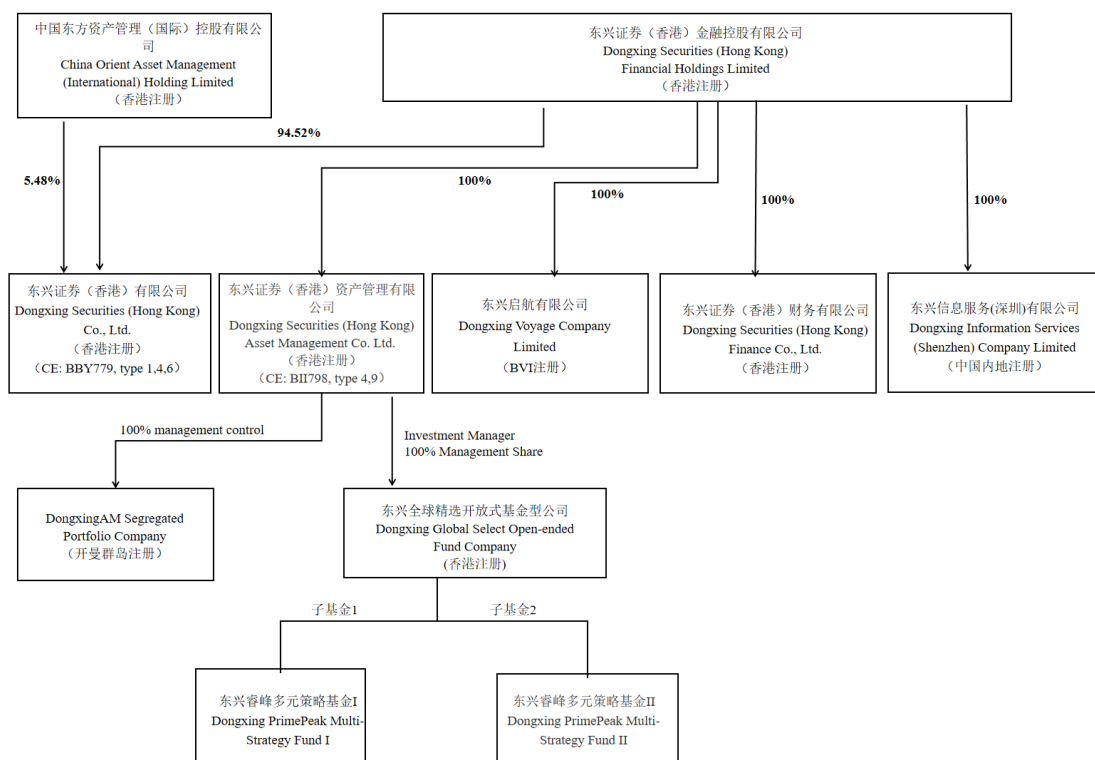 中国东方资产管理（国际）控股有限公
司
China Orient Asset Management
(International) Holding Limited
（香港注册）
东兴证券（香港）金融控股有限公司
Dongxing Securities (Hong Kong)
Financial Holdings Limited
（香港注册）
94.52%
5.48%
100%
100%
100%
100%
东兴证券（香港）有限公司
Dongxing Securities (Hong Kong)
Co., Ltd.
（香港注册）
（CE: BBY779, type 1,4,6）
东兴证券（香港）资产管理有限
公司
Dongxing Securities (Hong Kong)
Asset Management Co. Ltd.
（香港注册）
（CE: BII798, type 4,9）
东兴启航有限公司
Dongxing Voyage Company
Limited
（BVI注册）
东兴证券（香港）财务有限公司
Dongxing Securities (Hong Kong)
Finance Co., Ltd.
（香港注册）
东兴信息服务(深圳)有限公司
Dongxing Information Services
(Shenzhen) Company Limited
（中国内地注册）
100% management control
Investment Manager
100% Management Share
DongxingAM Segregated
Portfolio Company
（开曼群岛注册）
东兴全球精选开放式基金型公司
Dongxing Global Select Open-ended
Fund Company
(香港注册)
子基金1
子基金2
东兴睿峰多元策略基金I
Dongxing PrimePeak Multi-
Strategy Fund I
东兴睿峰多元策略基金II
Dongxing PrimePeak Multi-
Strategy Fund II